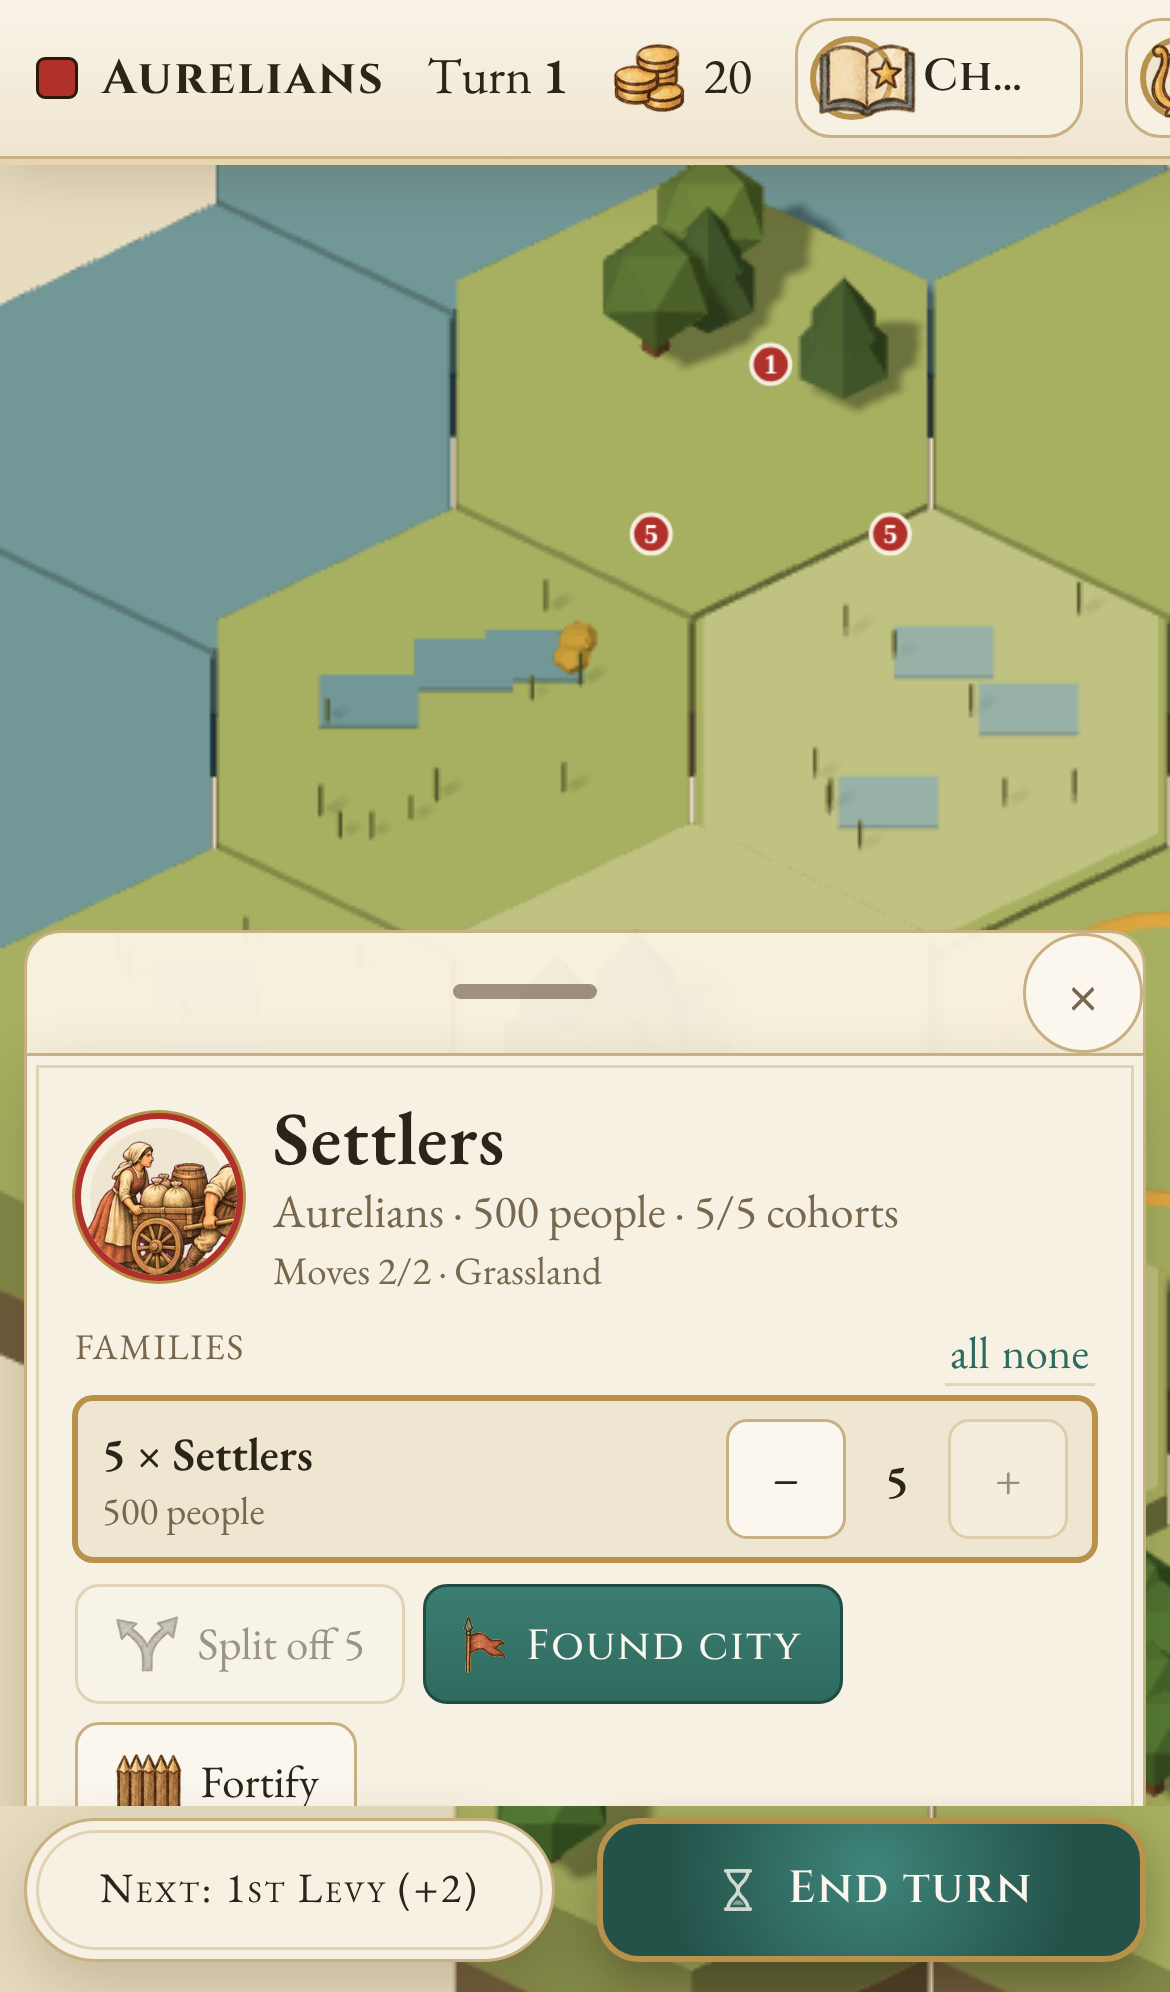 AURELIANS Turn 1 20 CH...
1
5 5
×
Settlers
Aurelians · 500 people · 5/5 cohorts
Moves 2/2 · Grassland
FAMILIES all none
5 × Settlers
500 people
− 5 +
Split off 5 FOUND CITY
Fortify
NEXT: 1ST LEVY (+2) END TURN